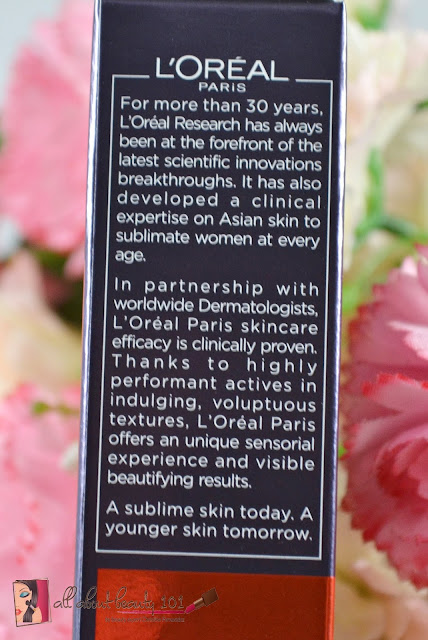 L'ORÉAL
PARIS
For more than 30 years,
L'Oréal Research has always
been at the forefront of the
latest scientific innovations
breakthroughs. It has also
developed a clinical
expertise on Asian skin to
sublimate women at every
age.
In partnership with
worldwide Dermatologists,
L'Oréal Paris skincare
efficacy is clinically proven.
Thanks to highly
performant actives in
indulging, voluptuous
textures, L'Oréal Paris
offers an unique sensorial
experience and visible
beautifying results.
A sublime skin today. A
younger skin tomorrow.
all about beauty 101